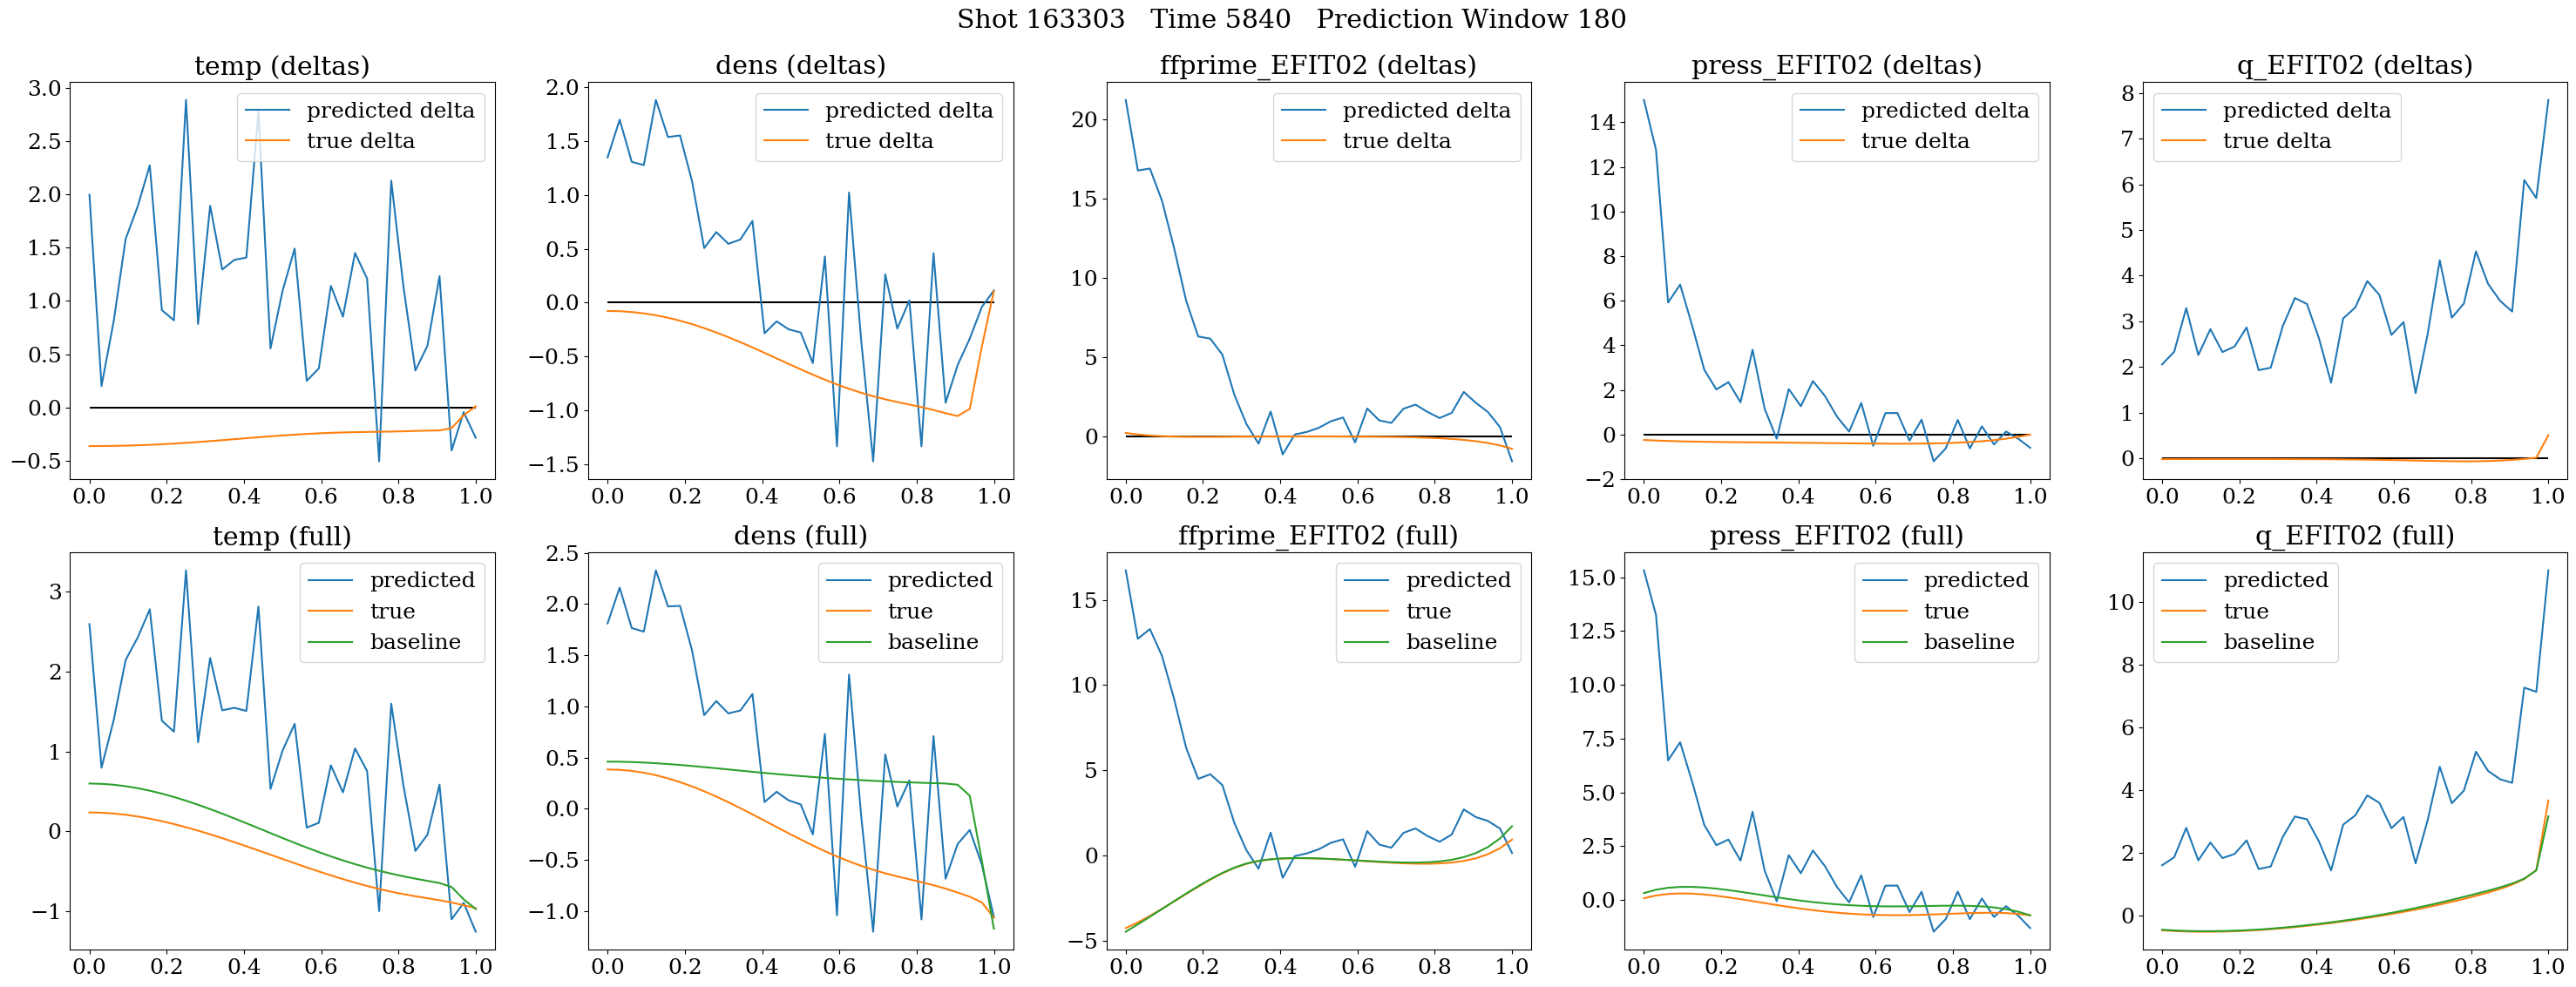 Shot 163303   Time 5840   Prediction Window 180
temp (deltas)
3.0
2.5
2.0
1.5
1.0
0.5
0.0
−0.5
predicted delta
true delta
0.0 0.2 0.4 0.6 0.8 1.0
dens (deltas)
2.0
1.5
1.0
0.5
0.0
−0.5
−1.0
−1.5
predicted delta
true delta
0.0 0.2 0.4 0.6 0.8 1.0
ffprime_EFIT02 (deltas)
20
15
10
5
0
predicted delta
true delta
0.0 0.2 0.4 0.6 0.8 1.0
press_EFIT02 (deltas)
14
12
10
8
6
4
2
0
−2
predicted delta
true delta
0.0 0.2 0.4 0.6 0.8 1.0
q_EFIT02 (deltas)
8
7
6
5
4
3
2
1
0
predicted delta
true delta
0.0 0.2 0.4 0.6 0.8 1.0
temp (full)
3
2
1
0
−1
predicted
true
baseline
0.0 0.2 0.4 0.6 0.8 1.0
dens (full)
2.5
2.0
1.5
1.0
0.5
0.0
−0.5
−1.0
predicted
true
baseline
0.0 0.2 0.4 0.6 0.8 1.0
ffprime_EFIT02 (full)
15
10
5
0
−5
predicted
true
baseline
0.0 0.2 0.4 0.6 0.8 1.0
press_EFIT02 (full)
15.0
12.5
10.0
7.5
5.0
2.5
0.0
predicted
true
baseline
0.0 0.2 0.4 0.6 0.8 1.0
q_EFIT02 (full)
10
8
6
4
2
0
predicted
true
baseline
0.0 0.2 0.4 0.6 0.8 1.0